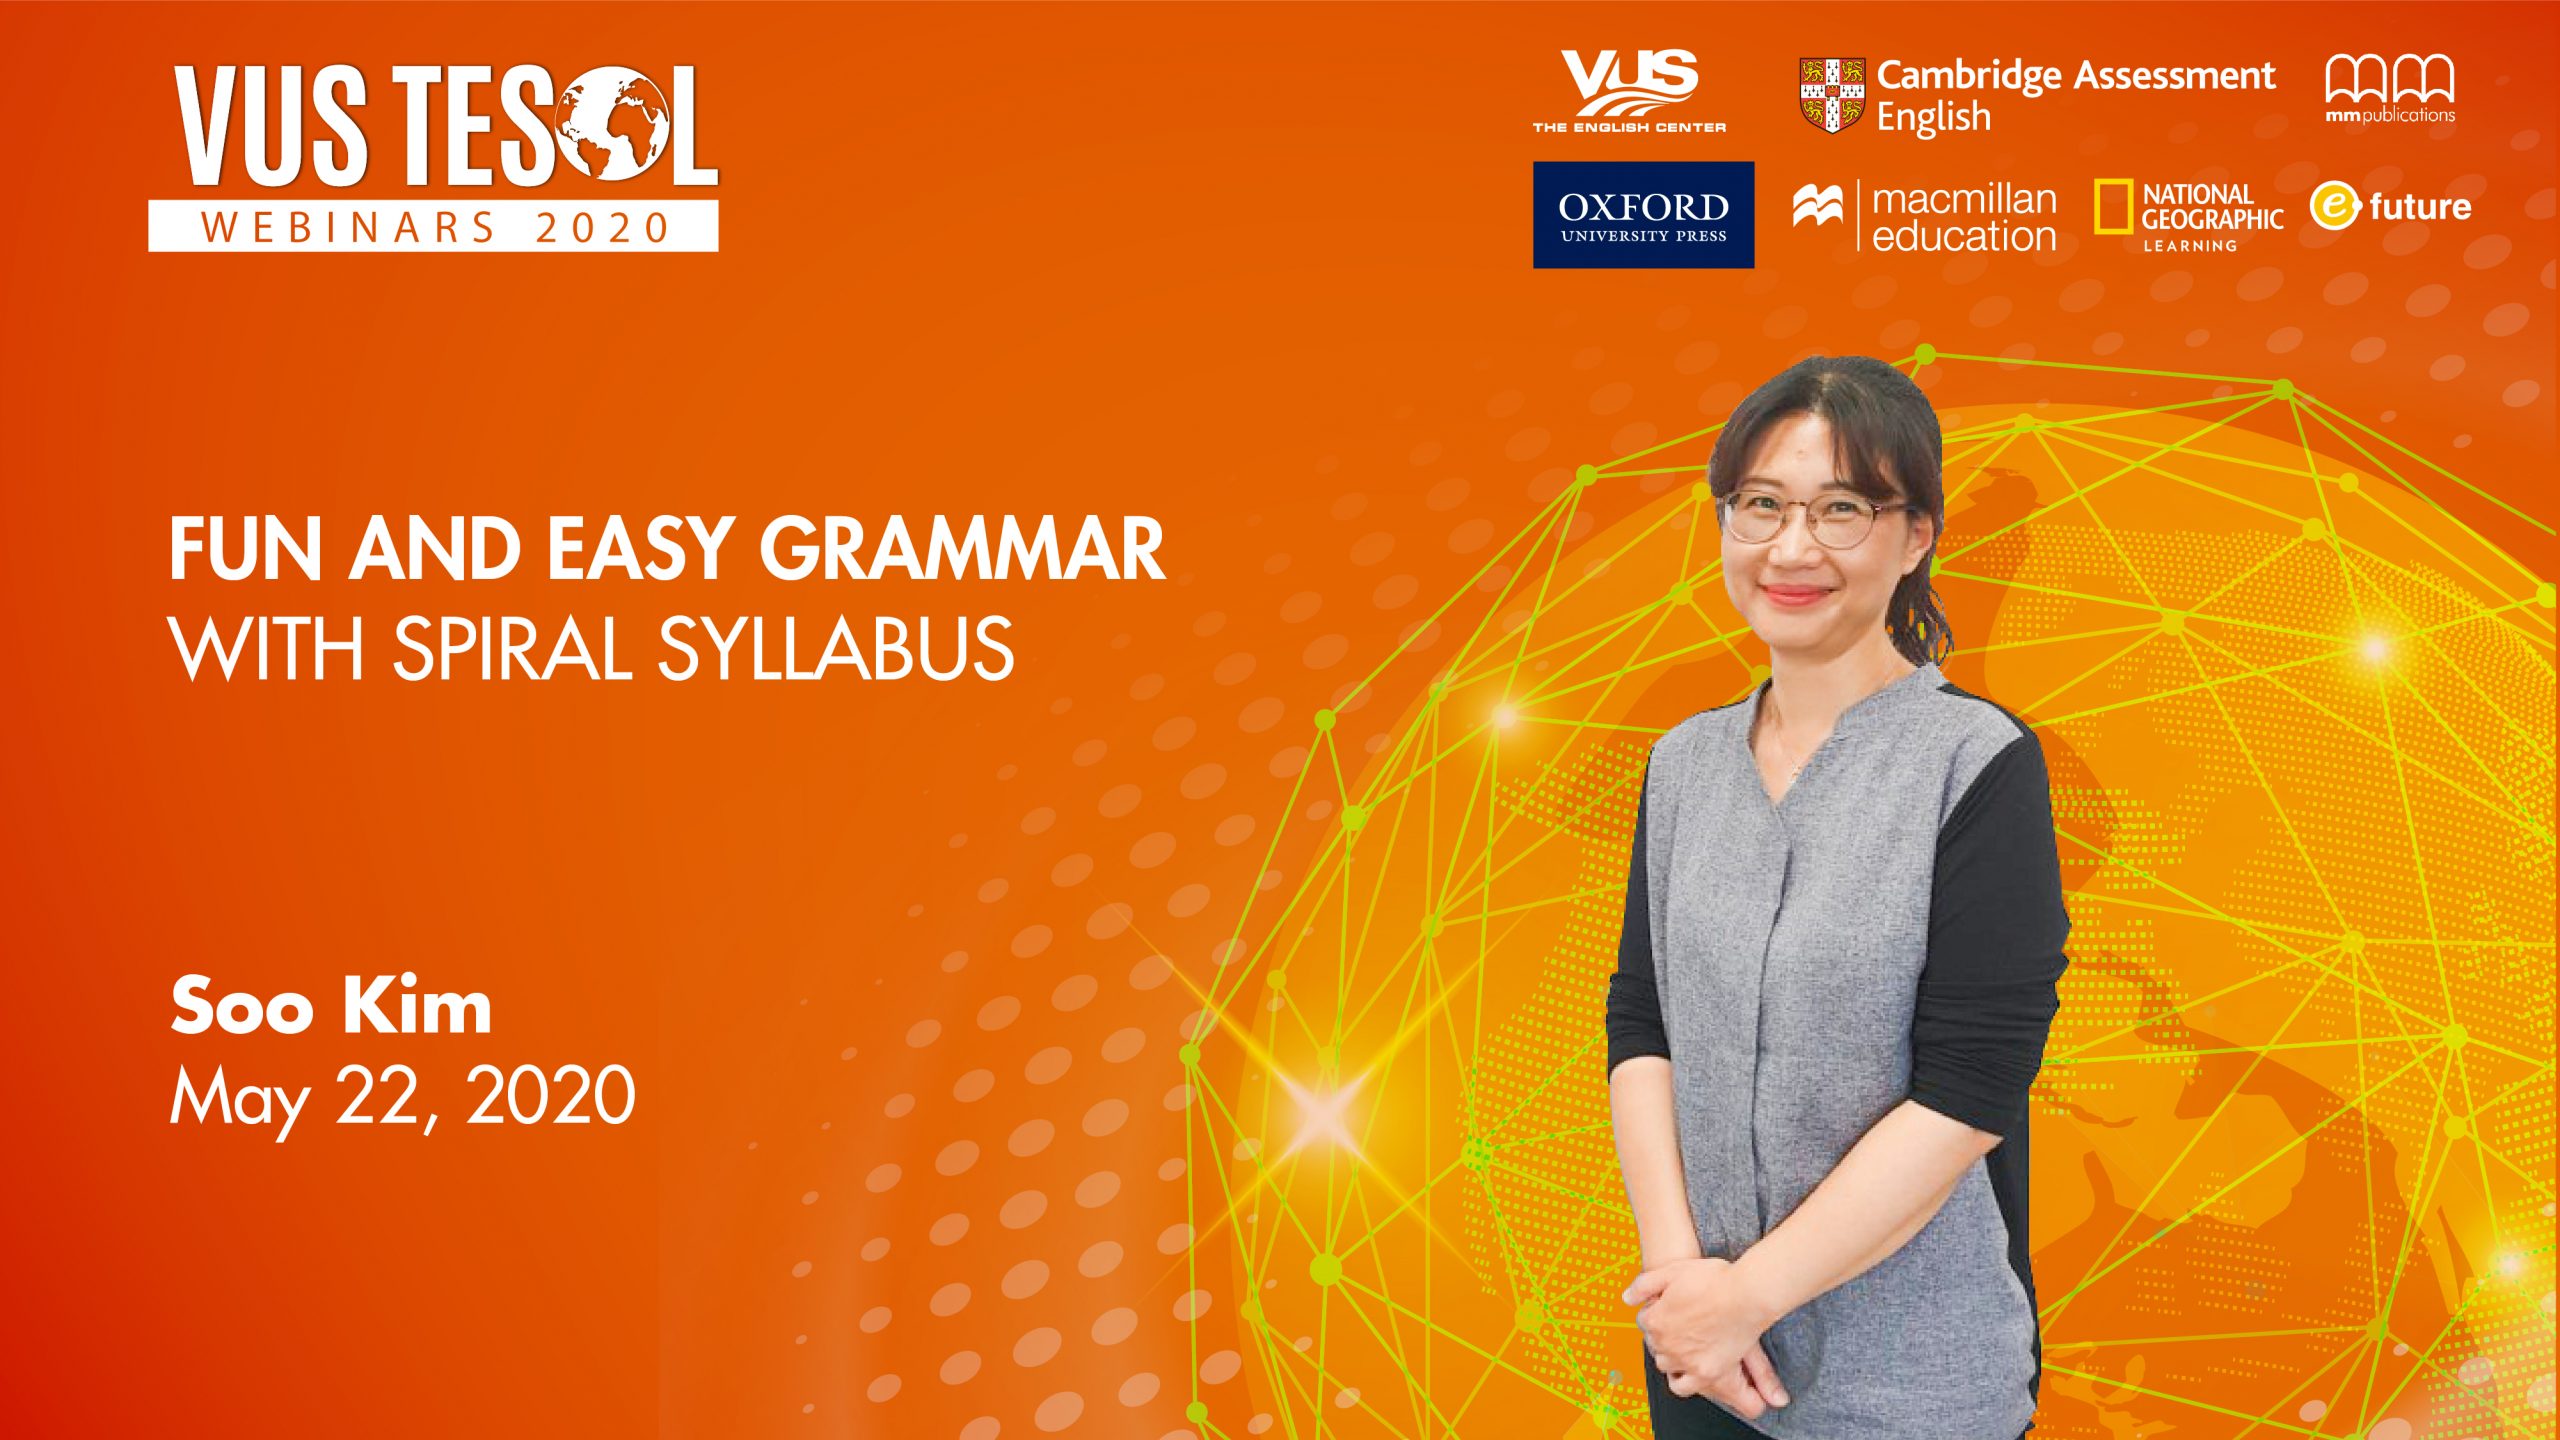 VUS TESOL
WEBINARS 2020
VUS
THE ENGLISH CENTER
Cambridge Assessment
English
mmpublications
OXFORD
UNIVERSITY PRESS
macmillan
education
NATIONAL
GEOGRAPHIC
LEARNING
e future
FUN AND EASY GRAMMAR
WITH SPIRAL SYLLABUS
Soo Kim
May 22, 2020